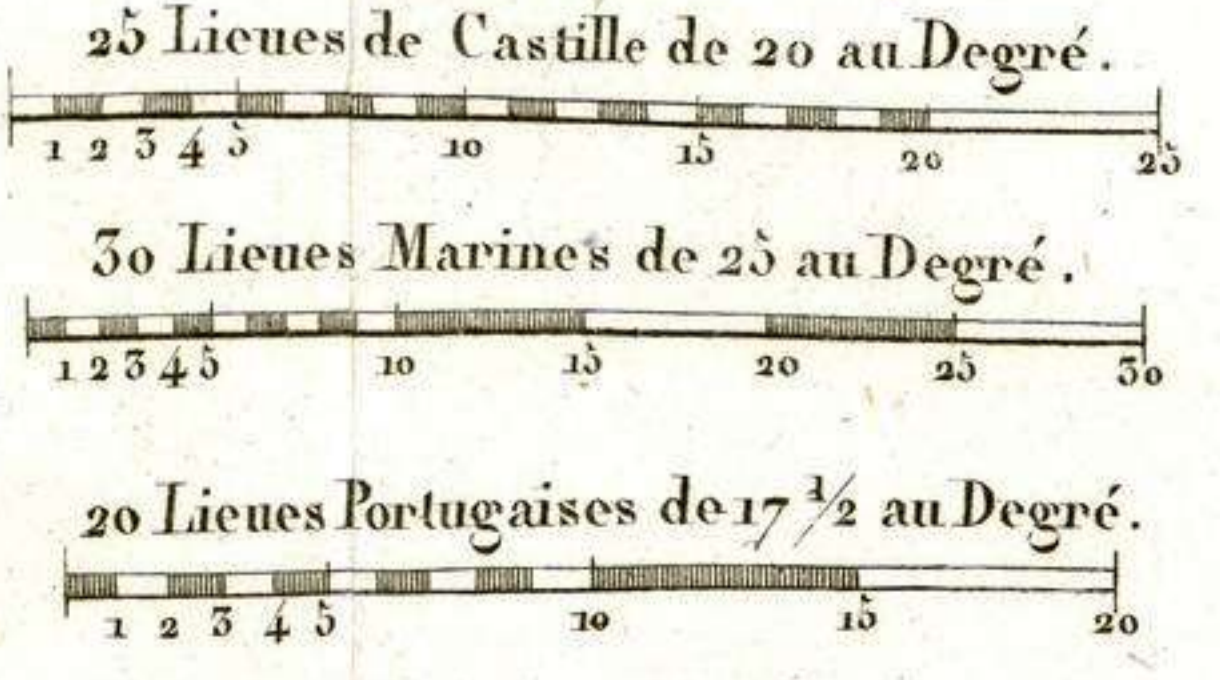 25 Lieues de Castille de 20 au Degré.
1 2 3 4 5 10 15 20 25
30 Lieues Marines de 25 au Degré.
1 2 3 4 5 10 15 20 25 30
20 Lieues Portugaises de 17 1/2 au Degré.
1 2 3 4 5 10 15 20